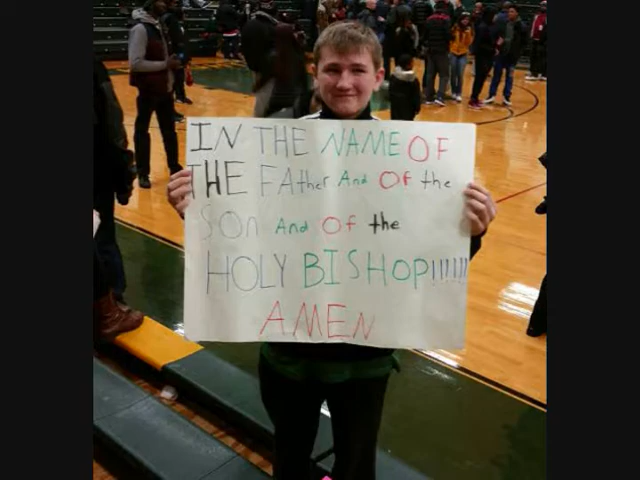 IN THE NAME OF
THE FAther And OF the
SON And OF the
HOLY BISHOP!!!!!!
AMEN